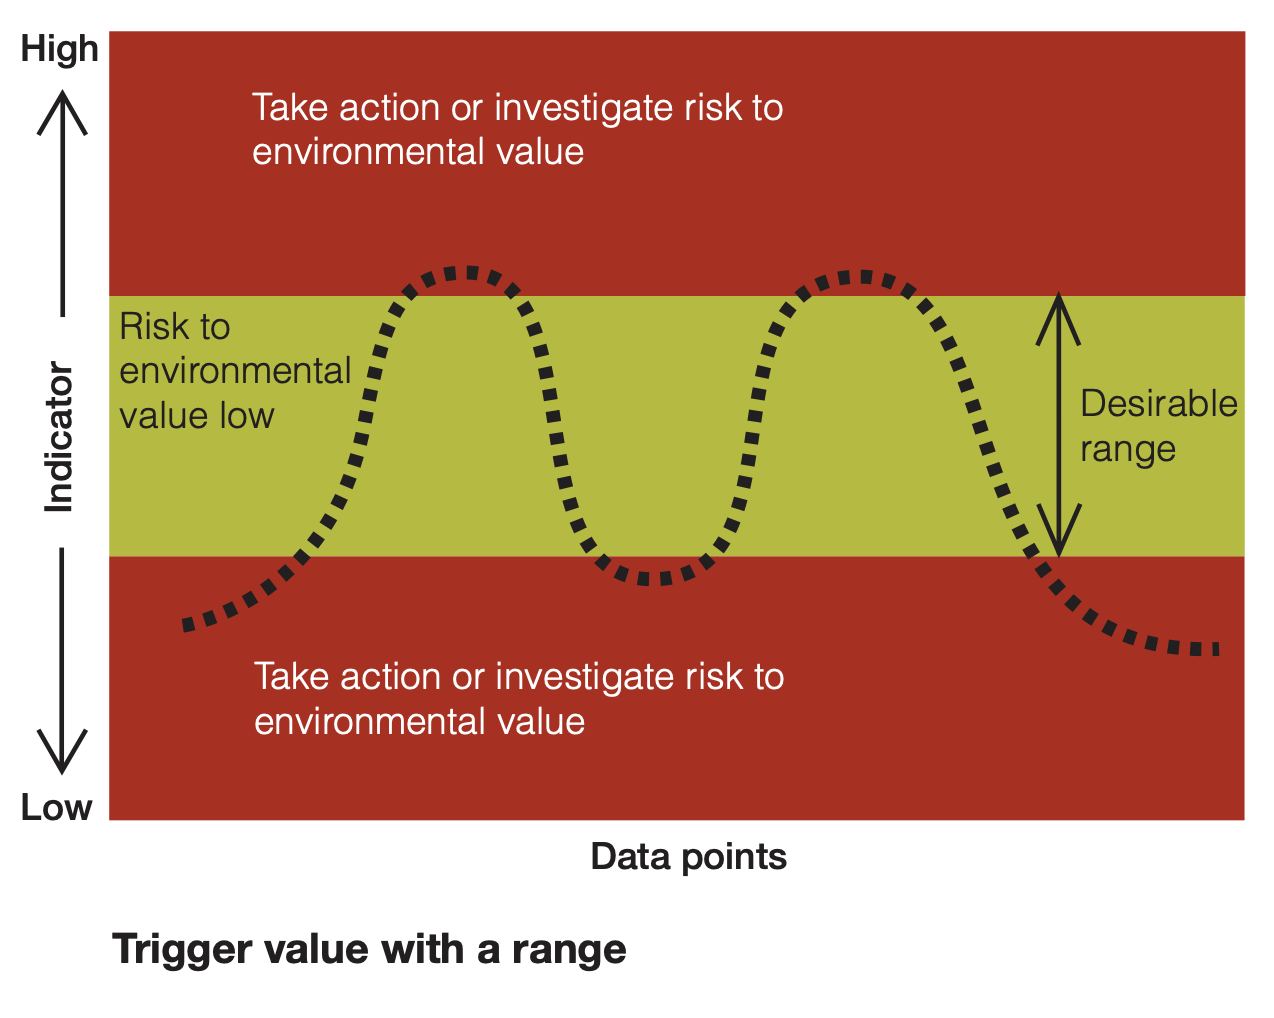 High
Take action or investigate risk to
environmental value
Risk to
environmental
value low
Indicator
Desirable
range
Take action or investigate risk to
environmental value
Low
Data points
Trigger value with a range